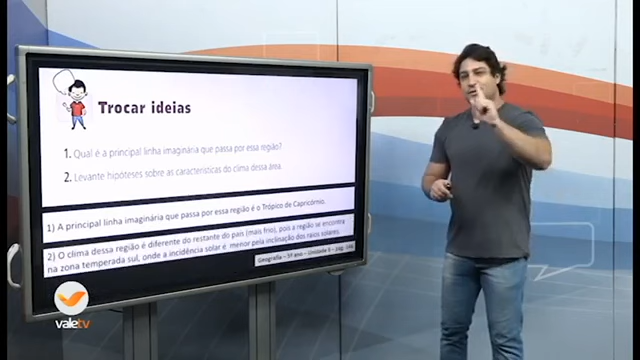 Trocar ideias
1. Qual é a principal linha imaginária que passa por essa região?
2. Levante hipóteses sobre as características do clima dessa área.
1) A principal linha imaginária que passa por essa região é o Trópico de Capricórnio.
2) O clima dessa região é diferente do restante do país (mais frio), pois a região se encontra
na zona temperada sul, onde a incidência solar é menor pela inclinação dos raios solares.
Geografia – 5º ano – Unidade 6 – pág.
valetv